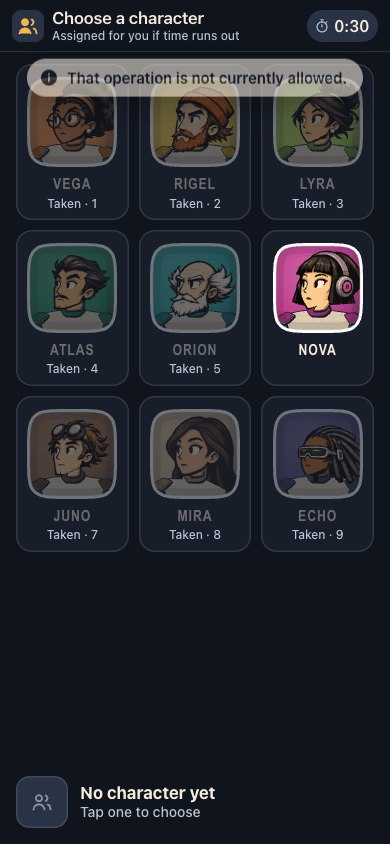 Choose a character
Assigned for you if time runs out
0:30
That operation is not currently allowed.
VEGA
Taken · 1
RIGEL
Taken · 2
LYRA
Taken · 3
ATLAS
Taken · 4
ORION
Taken · 5
NOVA
JUNO
Taken · 7
MIRA
Taken · 8
ECHO
Taken · 9
No character yet
Tap one to choose